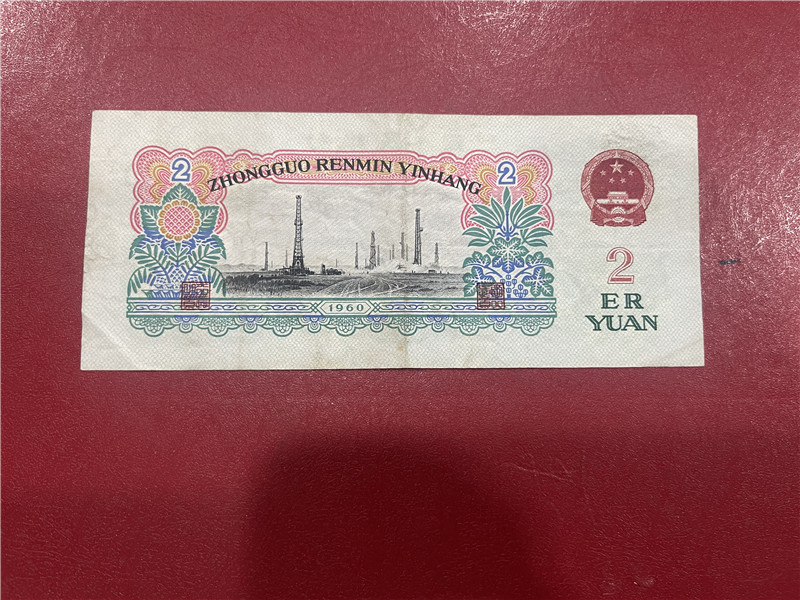 2
ZHONGGUO RENMIN YINHANG
2
1960
2
ER
YUAN